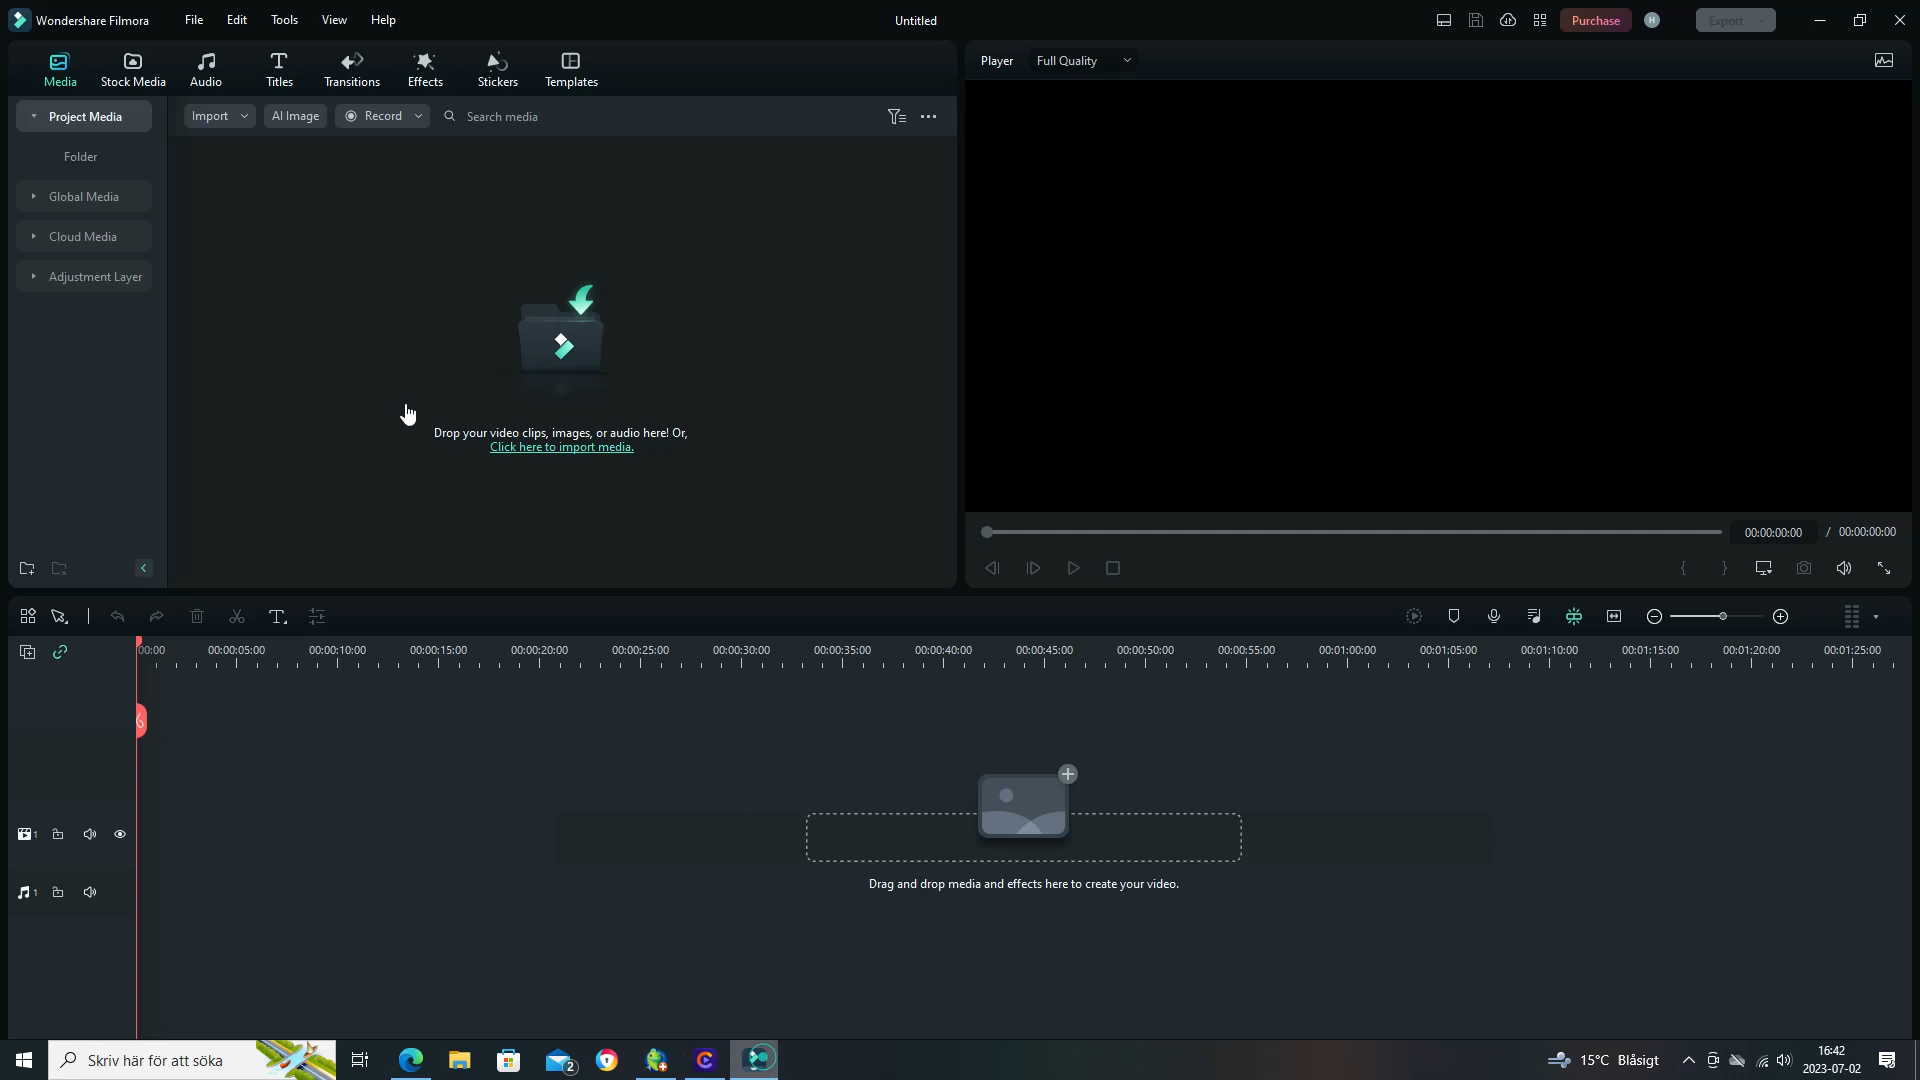 Wondershare Filmora
File
Edit
Tools
View
Help
Untitled
Purchase
H
Export
Media
Stock Media
Audio
Titles
Transitions
Effects
Stickers
Templates
Player
Full Quality
Project Media
Import
AI Image
Record
Search media
Folder
Global Media
Cloud Media
Adjustment Layer
Drop your video clips, images, or audio here! Or,
Click here to import media.
00:00:00:00 / 00:00:00:00
00:00
00:00:05:00
00:00:10:00
00:00:15:00
00:00:20:00
00:00:25:00
00:00:30:00
00:00:35:00
00:00:40:00
00:00:45:00
00:00:50:00
00:00:55:00
00:01:00:00
00:01:05:00
00:01:10:00
00:01:15:00
00:01:20:00
00:01:25:00
1
Drag and drop media and effects here to create your video.
1
Skriv här för att söka
2
15°C Blåsigt
16:42
2023-07-02